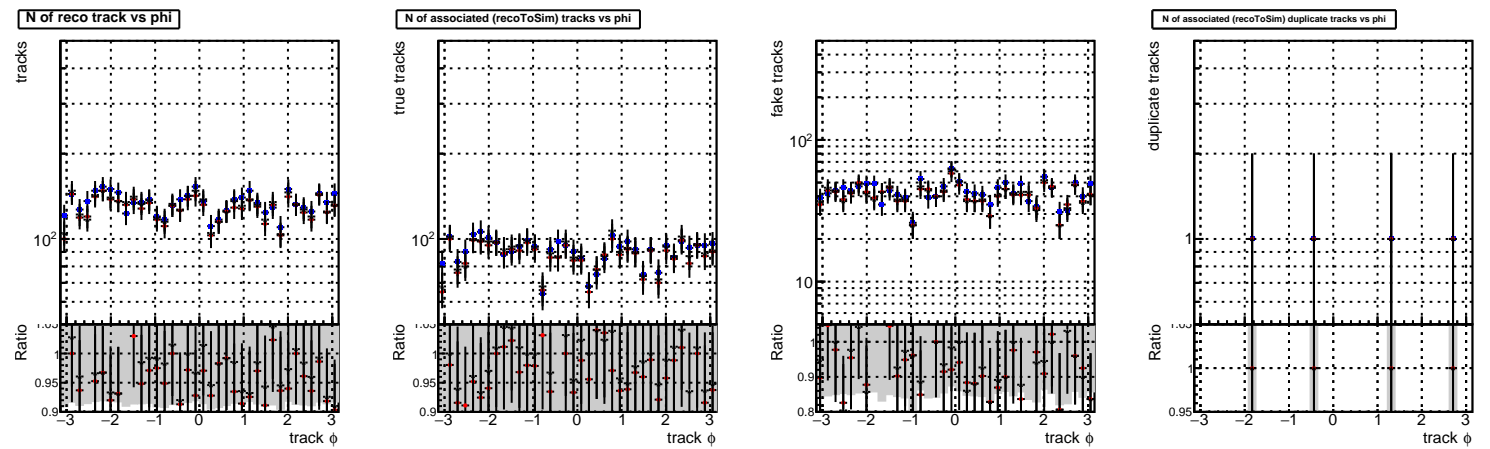 N of reco track vs phi
tracks
10²
Ratio
1
0.95
0.9
−3 −2 −1 0 1 2 3
track ϕ
N of associated (recoToSim) tracks vs phi
true tracks
10²
Ratio
1
0.95
0.9
−3 −2 −1 0 1 2 3
track ϕ
fake tracks
10²
10
Ratio
1
0.9
0.8
−3 −2 −1 0 1 2 3
track ϕ
N of associated (recoToSim) duplicate tracks vs phi
duplicate tracks
1
Ratio
1
0.95
−3 −2 −1 0 1 2 3
track ϕ